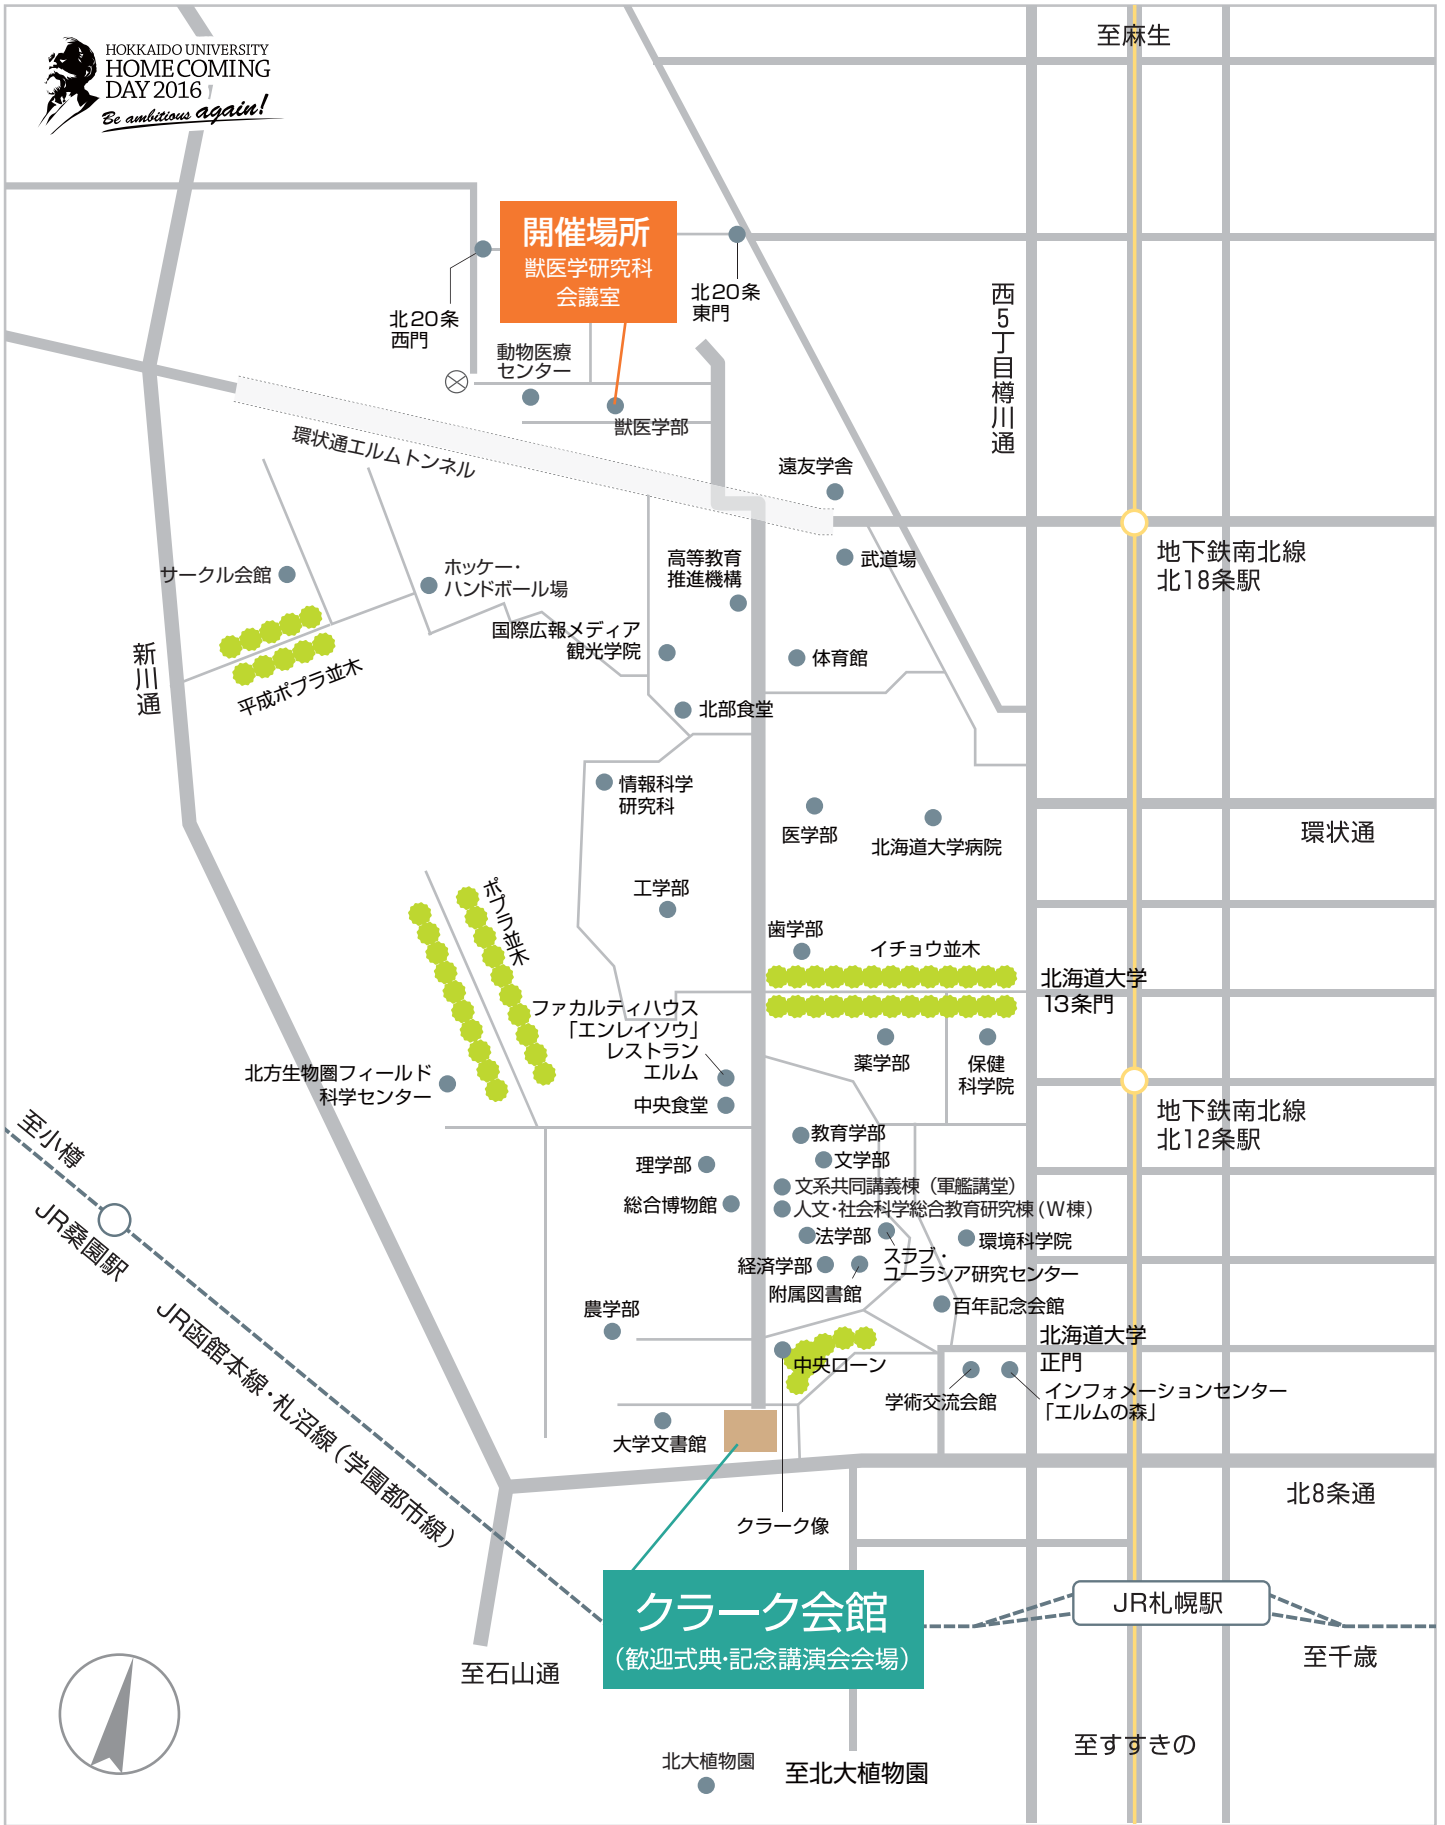 HOKKAIDO UNIVERSITY
HOME COMING
DAY 2016
Be ambitious again!
至麻生
開催場所
獣医学研究科
会議室
北20条
西門
北20条
東門
西5丁目樽川通
動物医療
センター
獣医学部
環状通エルムトンネル
遠友学舎
地下鉄南北線
北18条駅
武道場
高等教育
推進機構
サークル会館
ホッケー・
ハンドボール場
国際広報メディア
観光学院
体育館
新川通
平成ポプラ並木
北部食堂
情報科学
研究科
医学部
北海道大学病院
環状通
工学部
ポプラ並木
歯学部
イチョウ並木
北海道大学
13条門
ファカルティハウス
「エンレイソウ」
レストラン
エルム
薬学部
保健
科学院
北方生物圏フィールド
科学センター
中央食堂
地下鉄南北線
北12条駅
至小樽
教育学部
文学部
理学部
文系共同講義棟（軍艦講堂）
総合博物館
人文・社会科学総合教育研究棟(W棟)
JR桑園駅
法学部
環境科学院
スラブ・
ユーラシア研究センター
経済学部
附属図書館
百年記念会館
農学部
JR函館本線・札沼線（学園都市線）
北海道大学
正門
中央ローン
学術交流会館
インフォメーションセンター
「エルムの森」
大学文書館
北8条通
クラーク像
クラーク会館
（歓迎式典・記念講演会会場）
JR札幌駅
至千歳
至石山通
至すすきの
北大植物園
至北大植物園